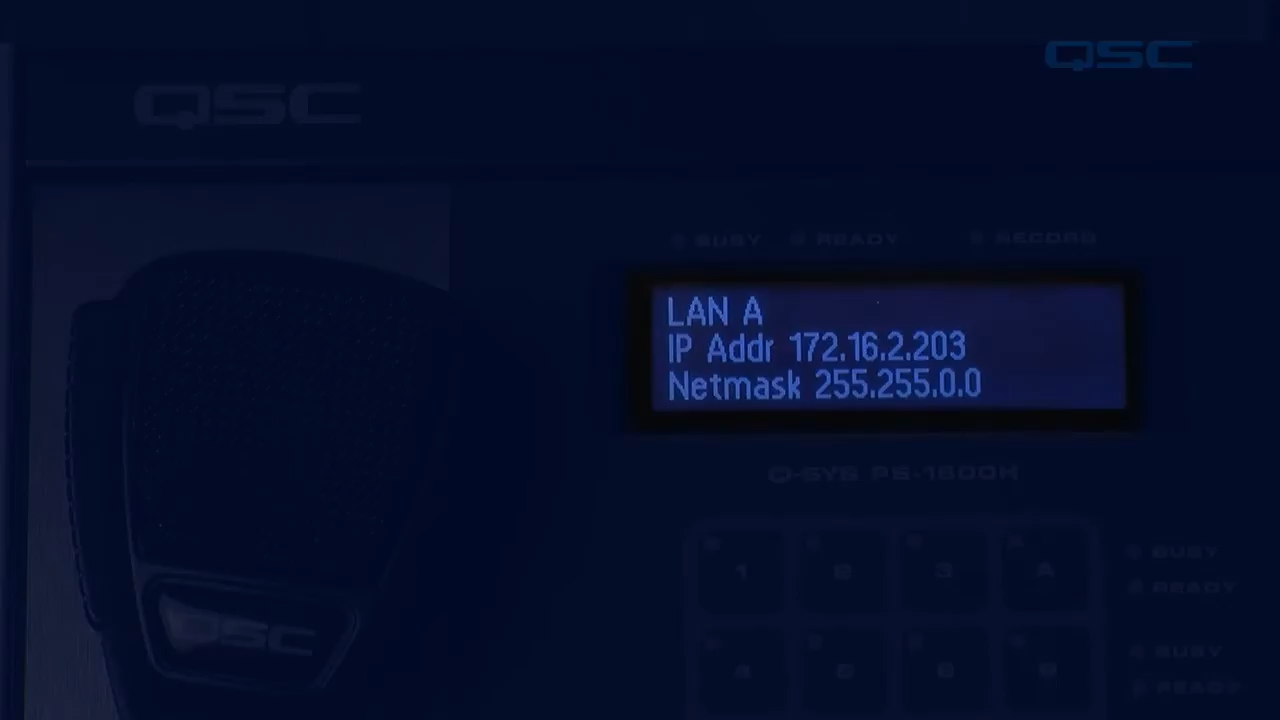 QSC
QSC
BUSY READY RECORD
LAN A
IP Addr 172.16.2.203
Netmask 255.255.0.0
Q-SYS PS-1600H
1 2 3 A
BUSY
READY
4 5 6
BUSY
READY
QSC